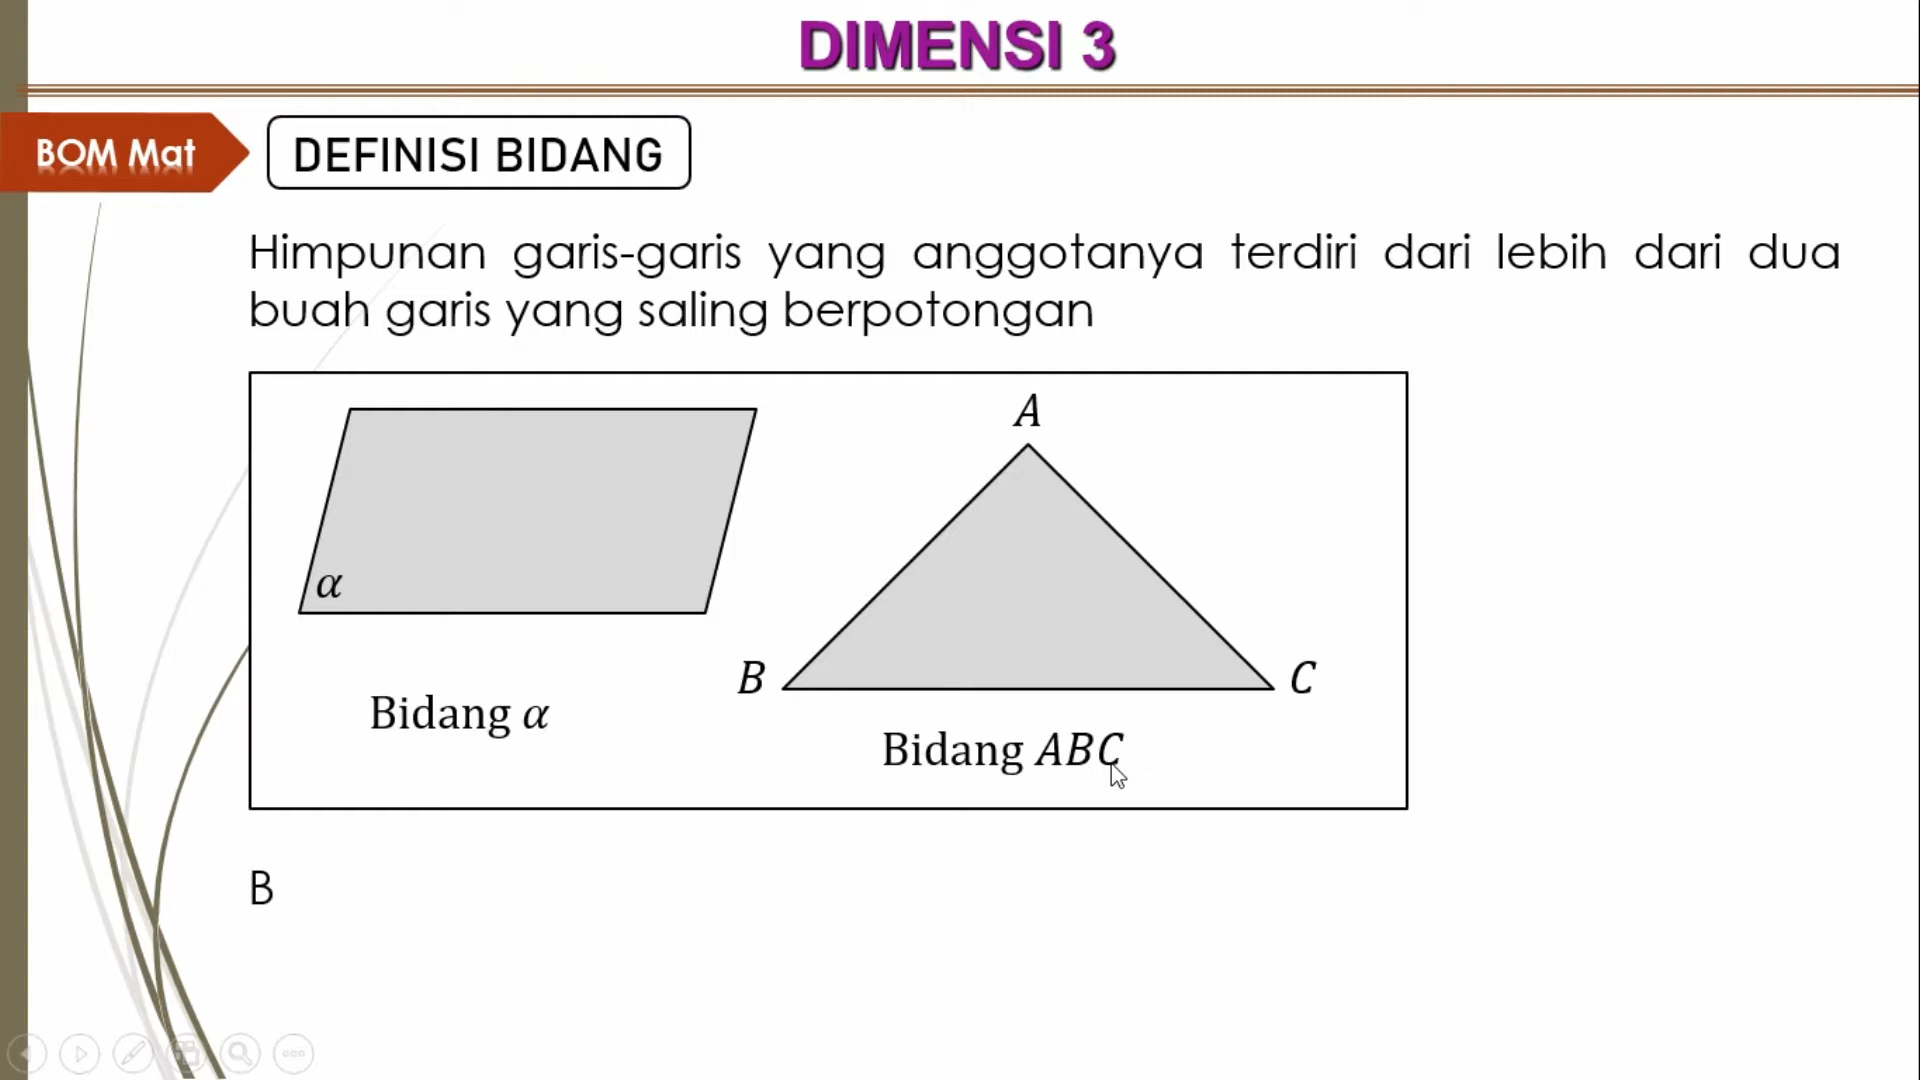 DIMENSI 3
BOM Mat
DEFINISI BIDANG
Himpunan garis-garis yang anggotanya terdiri dari lebih dari dua
buah garis yang saling berpotongan
A
α
B
C
Bidang α
Bidang ABC
B